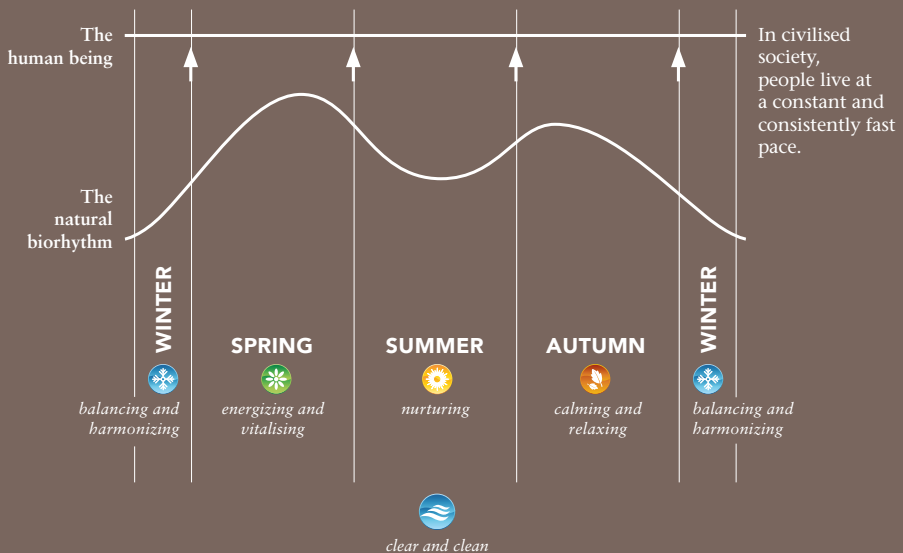 The
human being
In civilised
society,
people live at
a constant and
consistently fast
pace.
The
natural
biorhythm
WINTER
SPRING
SUMMER
AUTUMN
WINTER
balancing and
harmonizing
energizing and
vitalising
nurturing
calming and
relaxing
balancing and
harmonizing
clear and clean